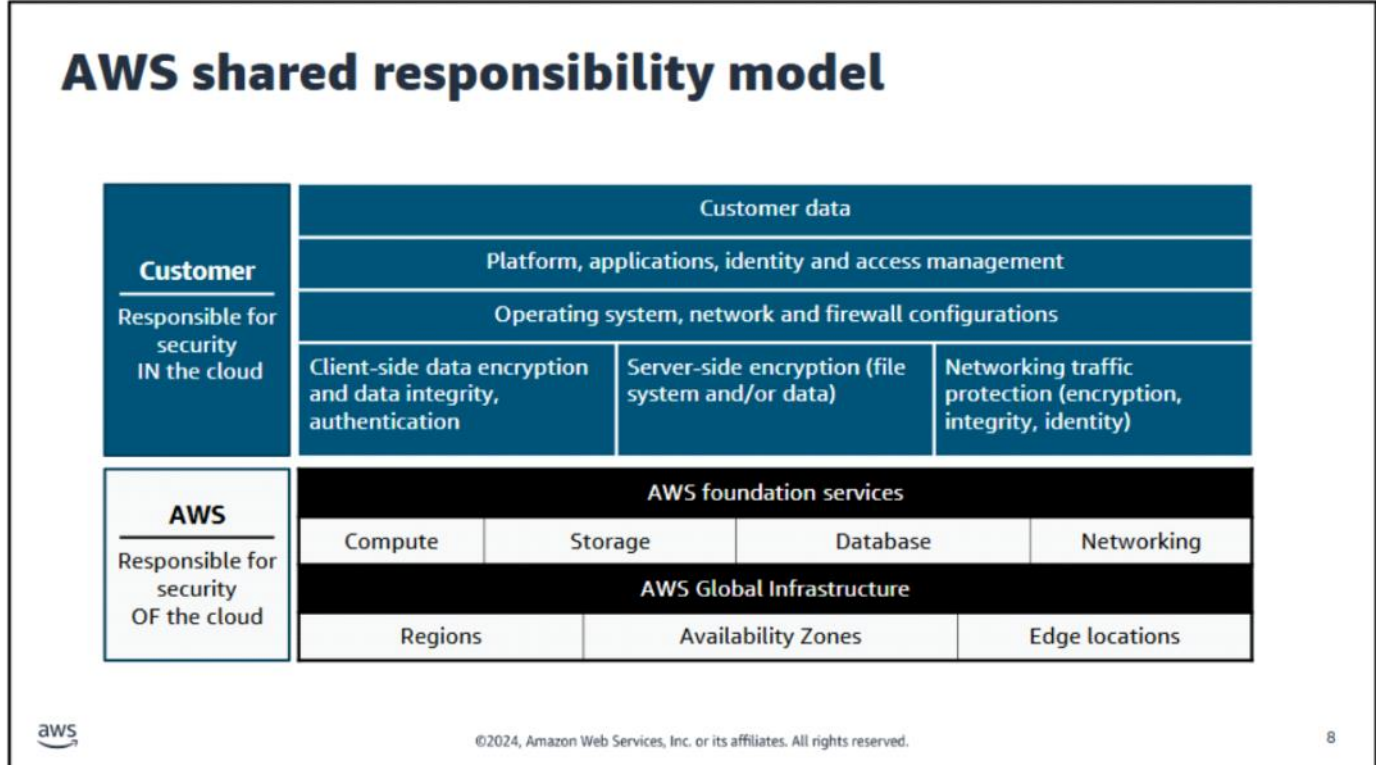 AWS shared responsibility model
Customer
Responsible for
security
IN the cloud
Customer data
Platform, applications, identity and access management
Operating system, network and firewall configurations
Client-side data encryption
and data integrity,
authentication
Server-side encryption (file
system and/or data)
Networking traffic
protection (encryption,
integrity, identity)
AWS
Responsible for
security
OF the cloud
AWS foundation services
Compute
Storage
Database
Networking
AWS Global Infrastructure
Regions
Availability Zones
Edge locations
aws
©2024, Amazon Web Services, Inc. or its affiliates. All rights reserved.
8